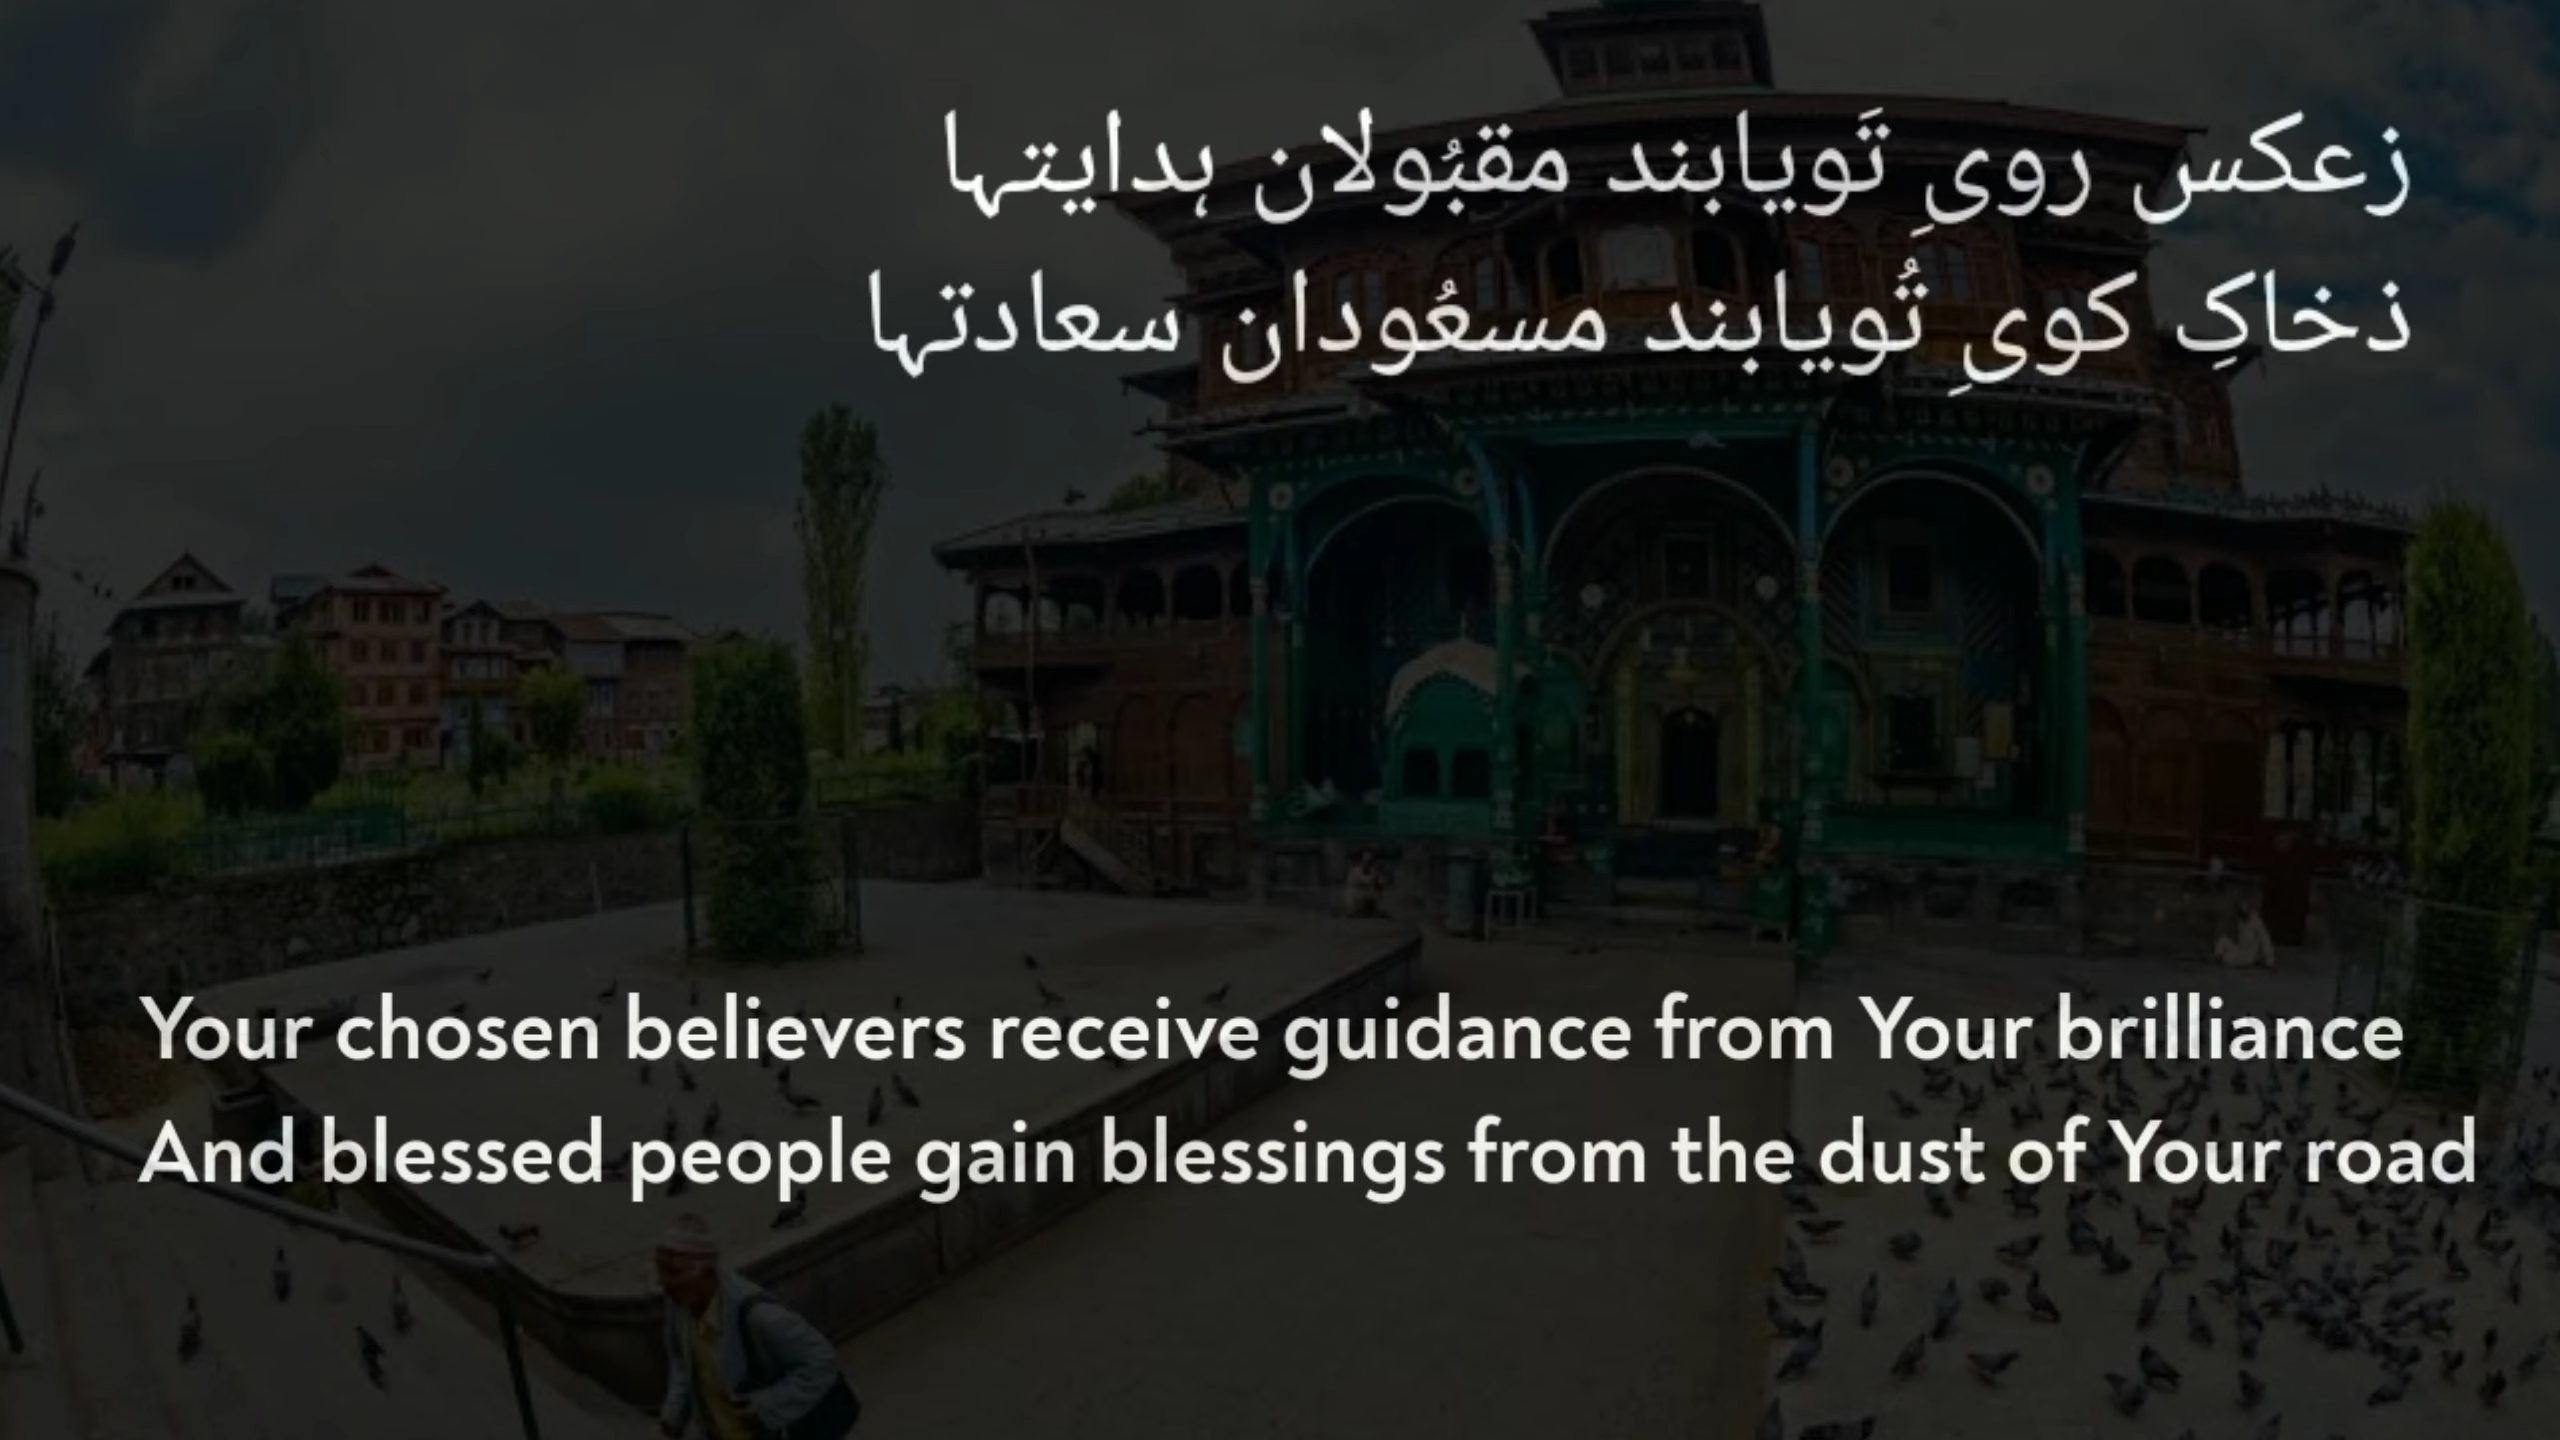 زعکس رویِ تَویابند مقبُولان ہدایتہا
ذخاکِ کویِ تُویابند مسعُودان سعادتہا
Your chosen believers receive guidance from Your brilliance
And blessed people gain blessings from the dust of Your road